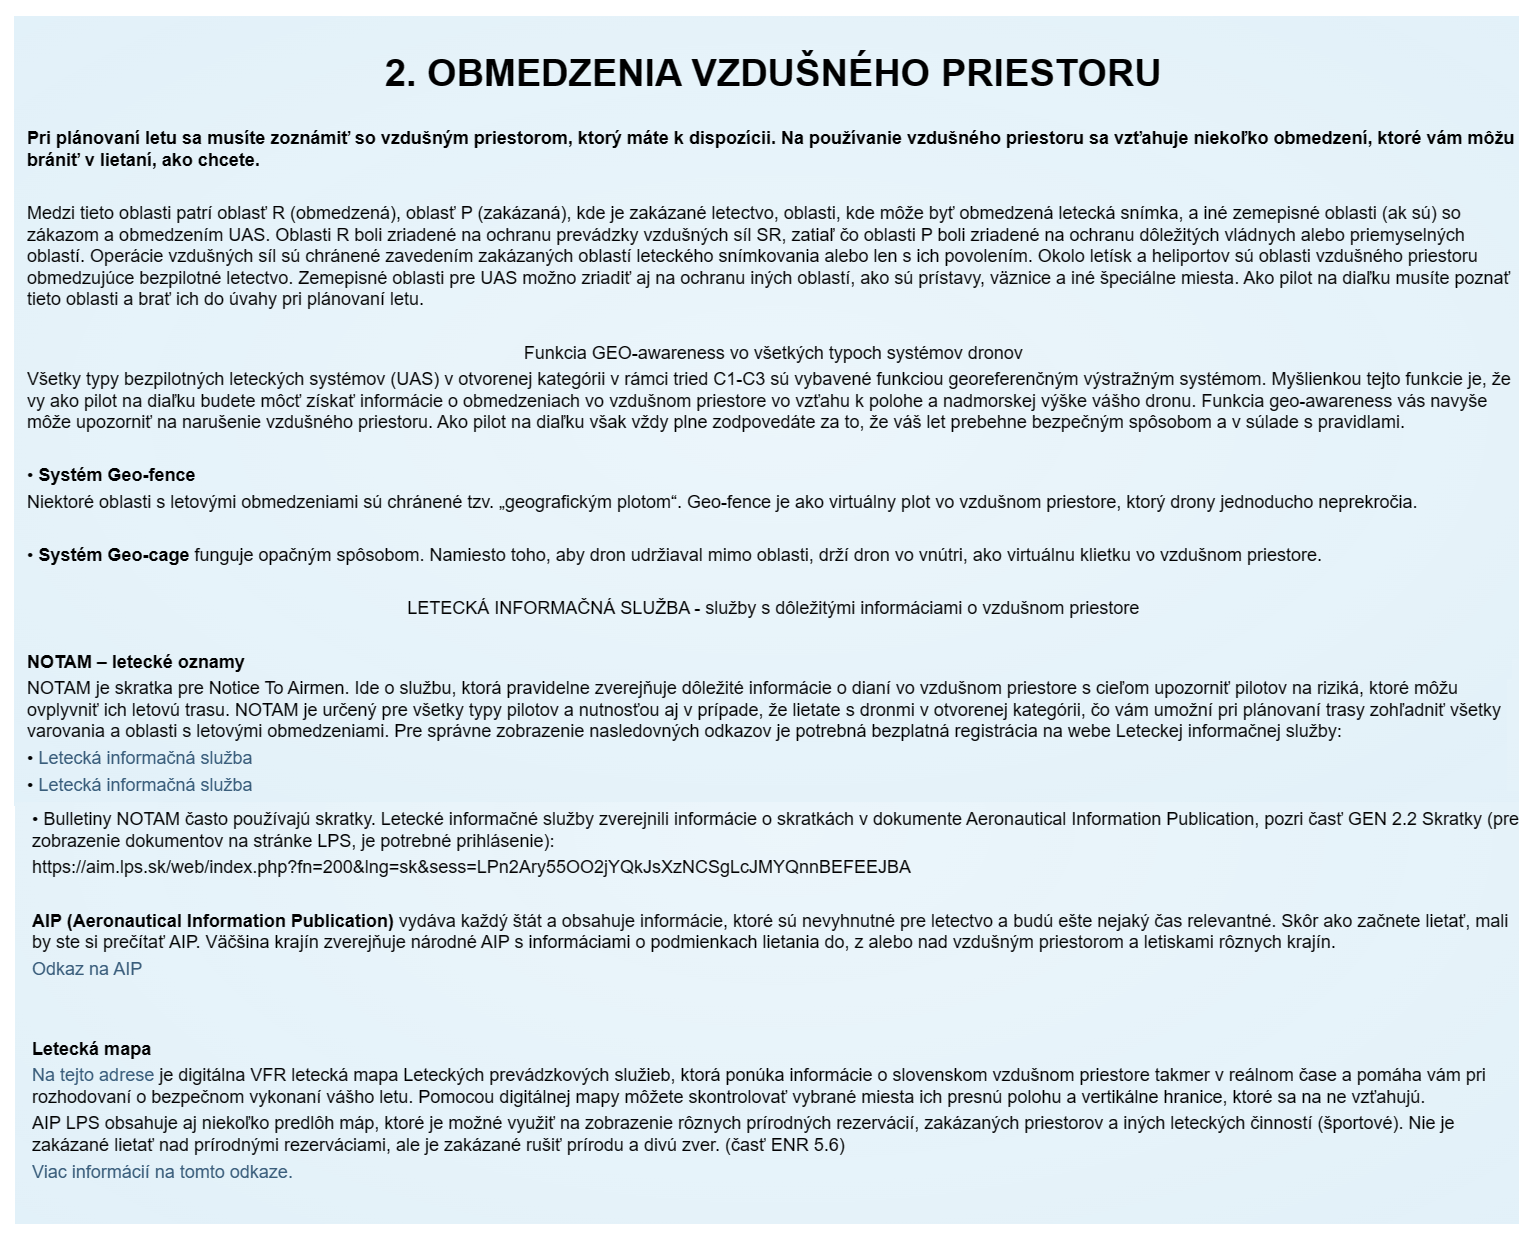 2. OBMEDZENIA VZDUŠNÉHO PRIESTORU
Pri plánovaní letu sa musíte zoznámiť so vzdušným priestorom, ktorý máte k dispozícii. Na používanie vzdušného priestoru sa vzťahuje niekoľko obmedzení, ktoré vám môžu
brániť v lietaní, ako chcete.
Medzi tieto oblasti patrí oblasť R (obmedzená), oblasť P (zakázaná), kde je zakázané letectvo, oblasti, kde môže byť obmedzená letecká snímka, a iné zemepisné oblasti (ak sú) so
zákazom a obmedzením UAS. Oblasti R boli zriadené na ochranu prevádzky vzdušných síl SR, zatiaľ čo oblasti P boli zriadené na ochranu dôležitých vládnych alebo priemyselných
oblastí. Operácie vzdušných síl sú chránené zavedením zakázaných oblastí leteckého snímkovania alebo len s ich povolením. Okolo letísk a heliportov sú oblasti vzdušného priestoru
obmedzujúce bezpilotné letectvo. Zemepisné oblasti pre UAS možno zriadiť aj na ochranu iných oblastí, ako sú prístavy, väznice a iné špeciálne miesta. Ako pilot na diaľku musíte poznať
tieto oblasti a brať ich do úvahy pri plánovaní letu.
Funkcia GEO-awareness vo všetkých typoch systémov dronov
Všetky typy bezpilotných leteckých systémov (UAS) v otvorenej kategórii v rámci tried C1-C3 sú vybavené funkciou georeferenčným výstražným systémom. Myšlienkou tejto funkcie je, že
vy ako pilot na diaľku budete môcť získať informácie o obmedzeniach vo vzdušnom priestore vo vzťahu k polohe a nadmorskej výške vášho dronu. Funkcia geo-awareness vás navyše
môže upozorniť na narušenie vzdušného priestoru. Ako pilot na diaľku však vždy plne zodpovedáte za to, že váš let prebehne bezpečným spôsobom a v súlade s pravidlami.
• Systém Geo-fence
Niektoré oblasti s letovými obmedzeniami sú chránené tzv. „geografickým plotom“. Geo-fence je ako virtuálny plot vo vzdušnom priestore, ktorý drony jednoducho neprekročia.
• Systém Geo-cage funguje opačným spôsobom. Namiesto toho, aby dron udržiaval mimo oblasti, drží dron vo vnútri, ako virtuálnu klietku vo vzdušnom priestore.
LETECKÁ INFORMAČNÁ SLUŽBA - služby s dôležitými informáciami o vzdušnom priestore
NOTAM – letecké oznamy
NOTAM je skratka pre Notice To Airmen. Ide o službu, ktorá pravidelne zverejňuje dôležité informácie o dianí vo vzdušnom priestore s cieľom upozorniť pilotov na riziká, ktoré môžu
ovplyvniť ich letovú trasu. NOTAM je určený pre všetky typy pilotov a nutnosťou aj v prípade, že lietate s dronmi v otvorenej kategórii, čo vám umožní pri plánovaní trasy zohľadniť všetky
varovania a oblasti s letovými obmedzeniami. Pre správne zobrazenie nasledovných odkazov je potrebná bezplatná registrácia na webe Leteckej informačnej služby:
• Letecká informačná služba
• Letecká informačná služba
• Bulletiny NOTAM často používajú skratky. Letecké informačné služby zverejnili informácie o skratkách v dokumente Aeronautical Information Publication, pozri časť GEN 2.2 Skratky (pre
zobrazenie dokumentov na stránke LPS, je potrebné prihlásenie):
https://aim.lps.sk/web/index.php?fn=200&lng=sk&sess=LPn2Ary55OO2jYQkJsXzNCSgLcJMYQnnBEFEEJBA
AIP (Aeronautical Information Publication) vydáva každý štát a obsahuje informácie, ktoré sú nevyhnutné pre letectvo a budú ešte nejaký čas relevantné. Skôr ako začnete lietať, mali
by ste si prečítať AIP. Väčšina krajín zverejňuje národné AIP s informáciami o podmienkach lietania do, z alebo nad vzdušným priestorom a letiskami rôznych krajín.
Odkaz na AIP
Letecká mapa
Na tejto adrese je digitálna VFR letecká mapa Leteckých prevádzkových služieb, ktorá ponúka informácie o slovenskom vzdušnom priestore takmer v reálnom čase a pomáha vám pri
rozhodovaní o bezpečnom vykonaní vášho letu. Pomocou digitálnej mapy môžete skontrolovať vybrané miesta ich presnú polohu a vertikálne hranice, ktoré sa na ne vzťahujú.
AIP LPS obsahuje aj niekoľko predlôh máp, ktoré je možné využiť na zobrazenie rôznych prírodných rezervácií, zakázaných priestorov a iných leteckých činností (športové). Nie je
zakázané lietať nad prírodnými rezerváciami, ale je zakázané rušiť prírodu a divú zver. (časť ENR 5.6)
Viac informácií na tomto odkaze.